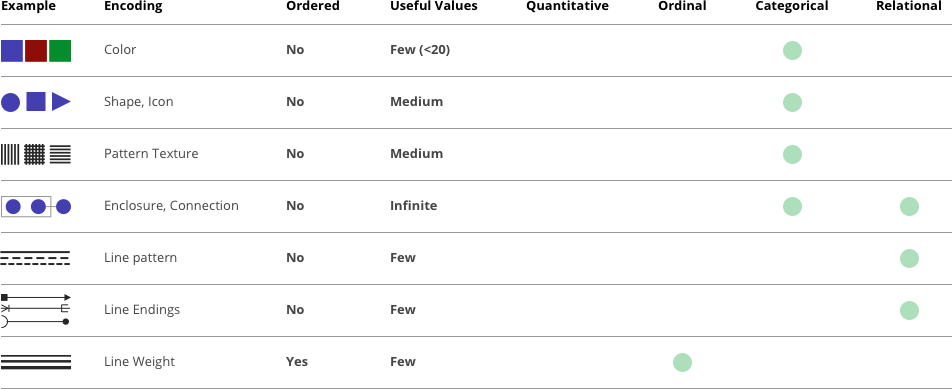 Example Encoding Ordered Useful Values Quantitative Ordinal Categorical Relational
Color No Few (<20)
Shape, Icon No Medium
Pattern Texture No Medium
Enclosure, Connection No Infinite
Line pattern No Few
Line Endings No Few
Line Weight Yes Few